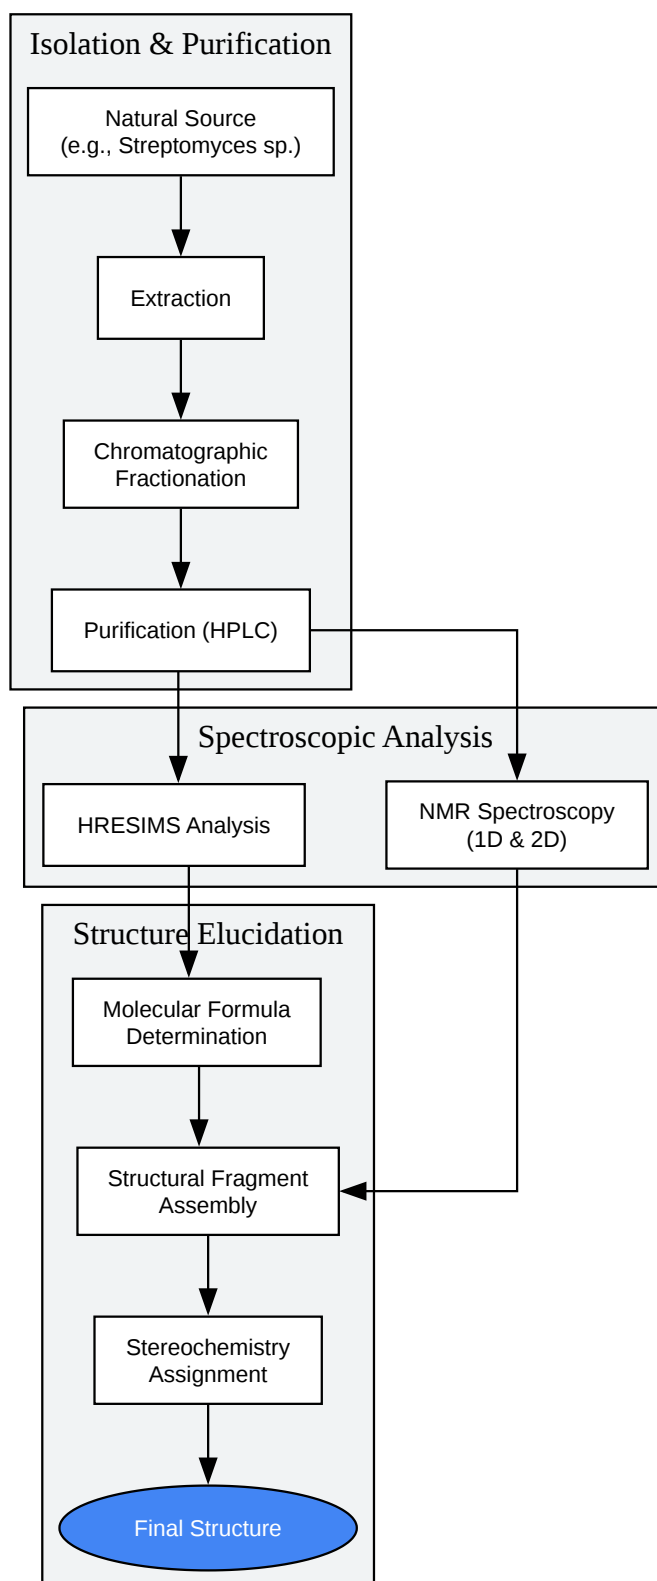 Isolation & Purification
Natural Source
(e.g., Streptomyces sp.)
Extraction
Chromatographic
Fractionation
Purification (HPLC)
Spectroscopic Analysis
HRESIMS Analysis
NMR Spectroscopy
(1D & 2D)
Structure Elucidation
Molecular Formula
Determination
Structural Fragment
Assembly
Stereochemistry
Assignment
Final Structure